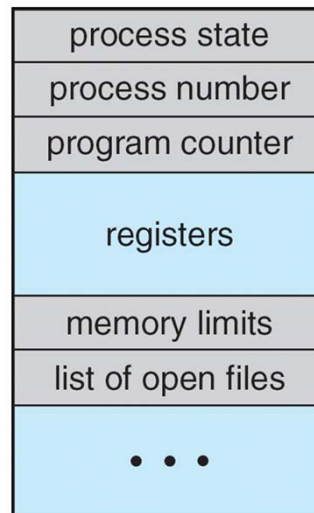 process state
process number
program counter
registers
memory limits
list of open files
• • •